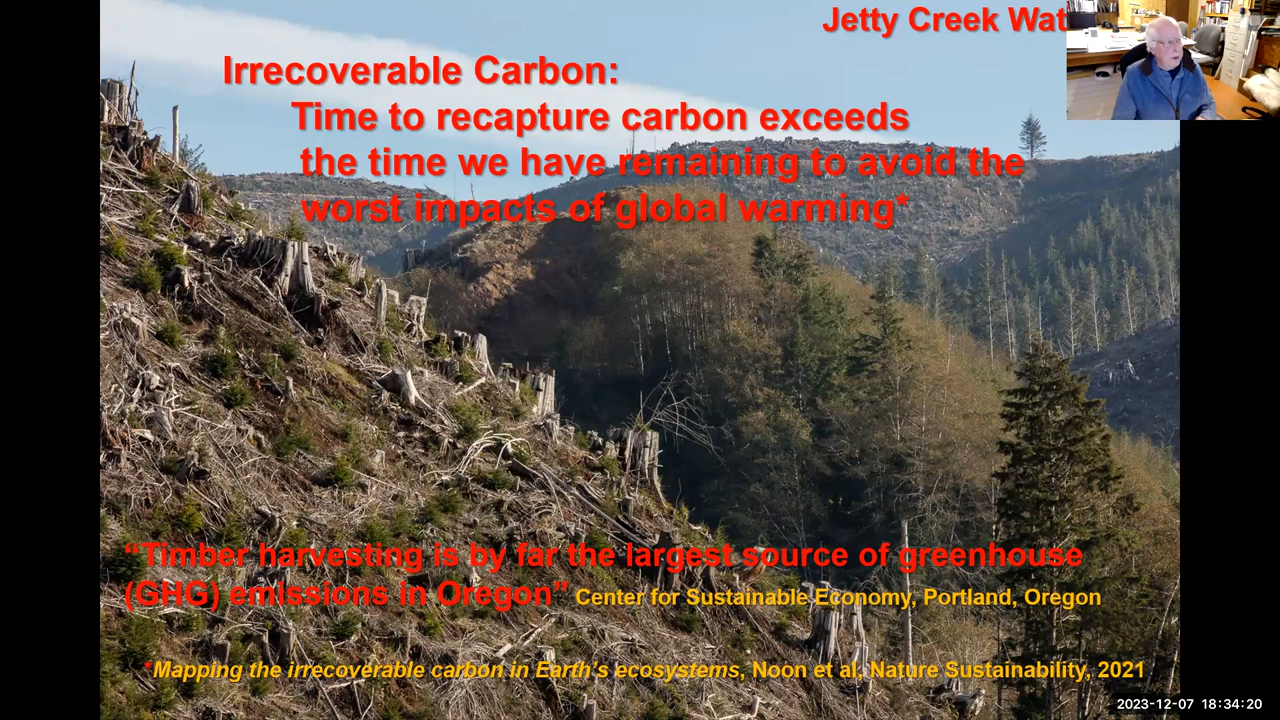 Jetty Creek Wat
Irrecoverable Carbon:
Time to recapture carbon exceeds
the time we have remaining to avoid the
worst impacts of global warming*
“Timber harvesting is by far the largest source of greenhouse
(GHG) emissions in Oregon” Center for Sustainable Economy, Portland, Oregon
*Mapping the irrecoverable carbon in Earth’s ecosystems, Noon et al, Nature Sustainability, 2021
2023-12-07 18:34:20